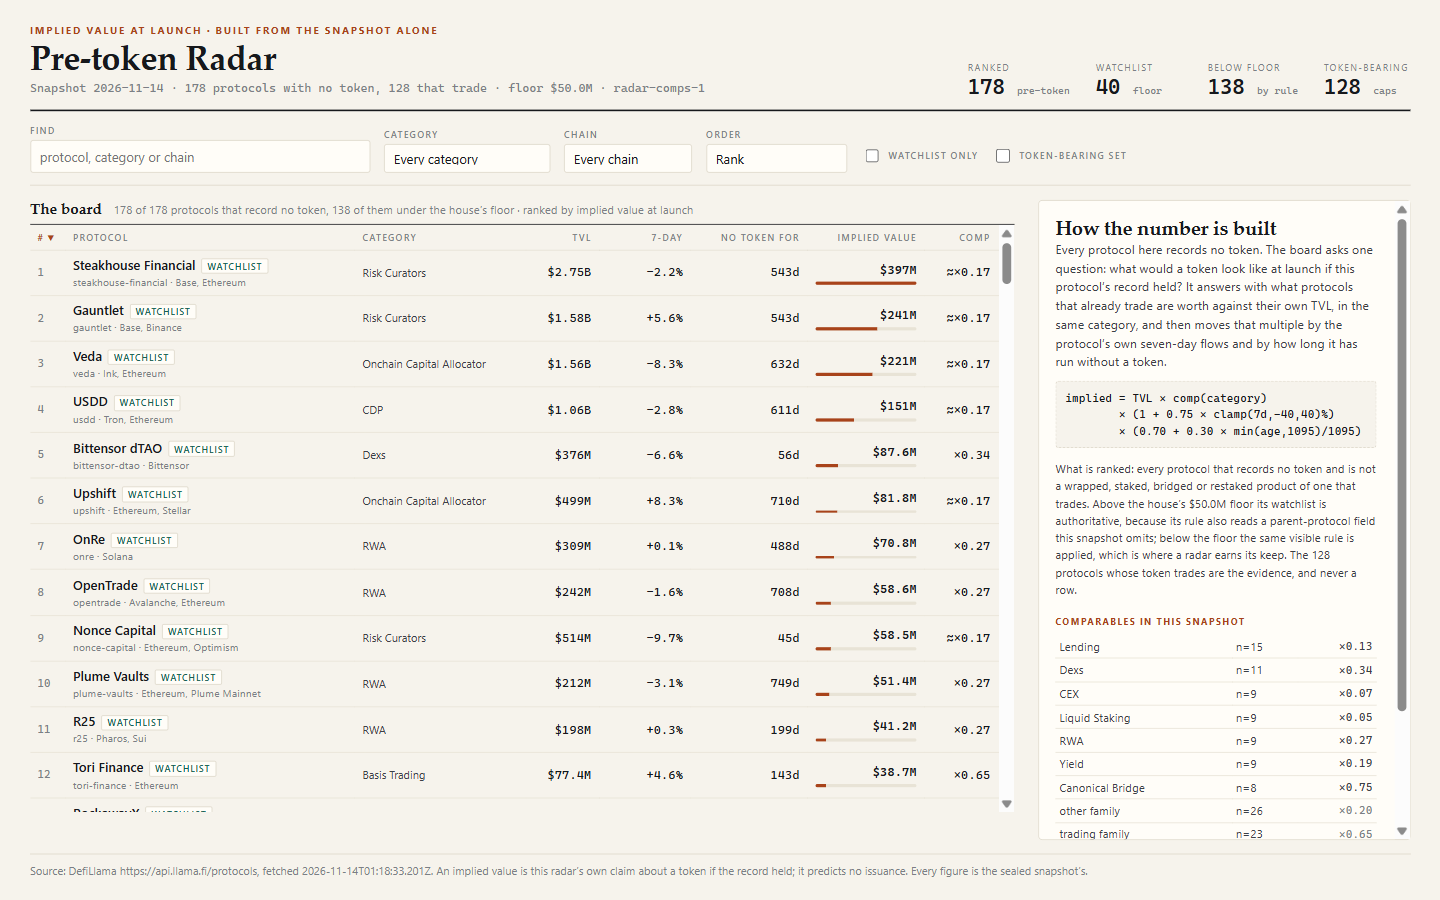 IMPLIED VALUE AT LAUNCH · BUILT FROM THE SNAPSHOT ALONE
Pre-token Radar
Snapshot 2026-11-14 · 178 protocols with no token, 128 that trade · floor $50.0M · radar-comps-1
RANKED
178 pre-token
WATCHLIST
40 floor
BELOW FLOOR
138 by rule
TOKEN-BEARING
128 caps
FIND
protocol, category or chain
CATEGORY
Every category
CHAIN
Every chain
ORDER
Rank
WATCHLIST ONLY
TOKEN-BEARING SET
The board 178 of 178 protocols that record no token, 138 of them under the house's floor · ranked by implied value at launch
# ▼ PROTOCOL CATEGORY TVL 7-DAY NO TOKEN FOR IMPLIED VALUE COMP
1 Steakhouse Financial WATCHLIST Risk Curators $2.75B −2.2% 543d $397M ≈×0.17
steakhouse-financial · Base, Ethereum
2 Gauntlet WATCHLIST Risk Curators $1.58B +5.6% 543d $241M ≈×0.17
gauntlet · Base, Binance
3 Veda WATCHLIST Onchain Capital Allocator $1.56B −8.3% 632d $221M ≈×0.17
veda · Ink, Ethereum
4 USDD WATCHLIST CDP $1.06B −2.8% 611d $151M ≈×0.17
usdd · Tron, Ethereum
5 Bittensor dTAO WATCHLIST Dexs $376M −6.6% 56d $87.6M ×0.34
bittensor-dtao · Bittensor
6 Upshift WATCHLIST Onchain Capital Allocator $499M +8.3% 710d $81.8M ≈×0.17
upshift · Ethereum, Stellar
7 OnRe WATCHLIST RWA $309M +0.1% 488d $70.8M ×0.27
onre · Solana
8 OpenTrade WATCHLIST RWA $242M −1.6% 708d $58.6M ×0.27
opentrade · Avalanche, Ethereum
9 Nonce Capital WATCHLIST Risk Curators $514M −9.7% 45d $58.5M ≈×0.17
nonce-capital · Ethereum, Optimism
10 Plume Vaults WATCHLIST RWA $212M −3.1% 749d $51.4M ×0.27
plume-vaults · Ethereum, Plume Mainnet
11 R25 WATCHLIST RWA $198M +0.3% 199d $41.2M ×0.27
r25 · Pharos, Sui
12 Tori Finance WATCHLIST Basis Trading $77.4M +4.6% 143d $38.7M ×0.65
tori-finance · Ethereum
How the number is built
Every protocol here records no token. The board asks one
question: what would a token look like at launch if this
protocol's record held? It answers with what protocols
that already trade are worth against their own TVL, in the
same category, and then moves that multiple by the
protocol's own seven-day flows and by how long it has
run without a token.
implied = TVL × comp(category)
× (1 + 0.75 × clamp(7d,−40,40)%)
× (0.70 + 0.30 × min(age,1095)/1095)
What is ranked: every protocol that records no token and is not
a wrapped, staked, bridged or restaked product of one that
trades. Above the house's $50.0M floor its watchlist is
authoritative, because its rule also reads a parent-protocol field
this snapshot omits; below the floor the same visible rule is
applied, which is where a radar earns its keep. The 128
protocols whose token trades are the evidence, and never a
row.
COMPARABLES IN THIS SNAPSHOT
Lending n=15 ×0.13
Dexs n=11 ×0.34
CEX n=9 ×0.07
Liquid Staking n=9 ×0.05
RWA n=9 ×0.27
Yield n=9 ×0.19
Canonical Bridge n=8 ×0.75
other family n=26 ×0.20
trading family n=23 ×0.65
Source: DefiLlama https://api.llama.fi/protocols, fetched 2026-11-14T01:18:33.201Z. An implied value is this radar's own claim about a token if the record held; it predicts no issuance. Every figure is the sealed snapshot's.